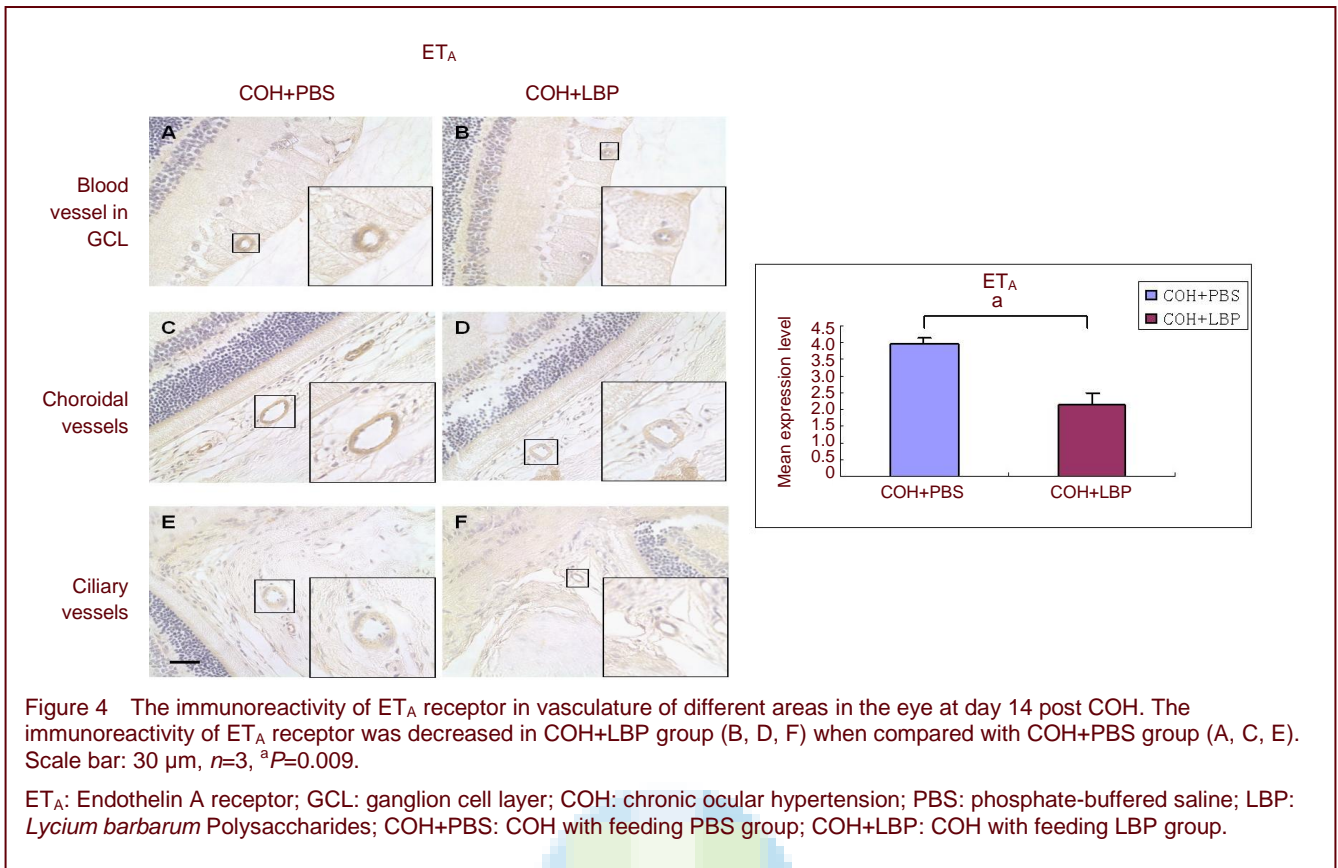 ETA
COH+PBS
COH+LBP
A
B
Blood
vessel in
GCL
C
D
Choroidal
vessels
E
F
Ciliary
vessels
ETA
a
COH+PBS
COH+LBP
Mean expression level
4.5
4.0
3.5
3.0
2.5
2.0
1.0
0.5
0
COH+PBS
COH+LBP
Figure 4 The immunoreactivity of ETA receptor in vasculature of different areas in the eye at day 14 post COH. The
immunoreactivity of ETA receptor was decreased in COH+LBP group (B, D, F) when compared with COH+PBS group (A, C, E).
Scale bar: 30 μm, n=3, aP=0.009.
ETA: Endothelin A receptor; GCL: ganglion cell layer; COH: chronic ocular hypertension; PBS: phosphate-buffered saline; LBP:
Lycium barbarum Polysaccharides; COH+PBS: COH with feeding PBS group; COH+LBP: COH with feeding LBP group.